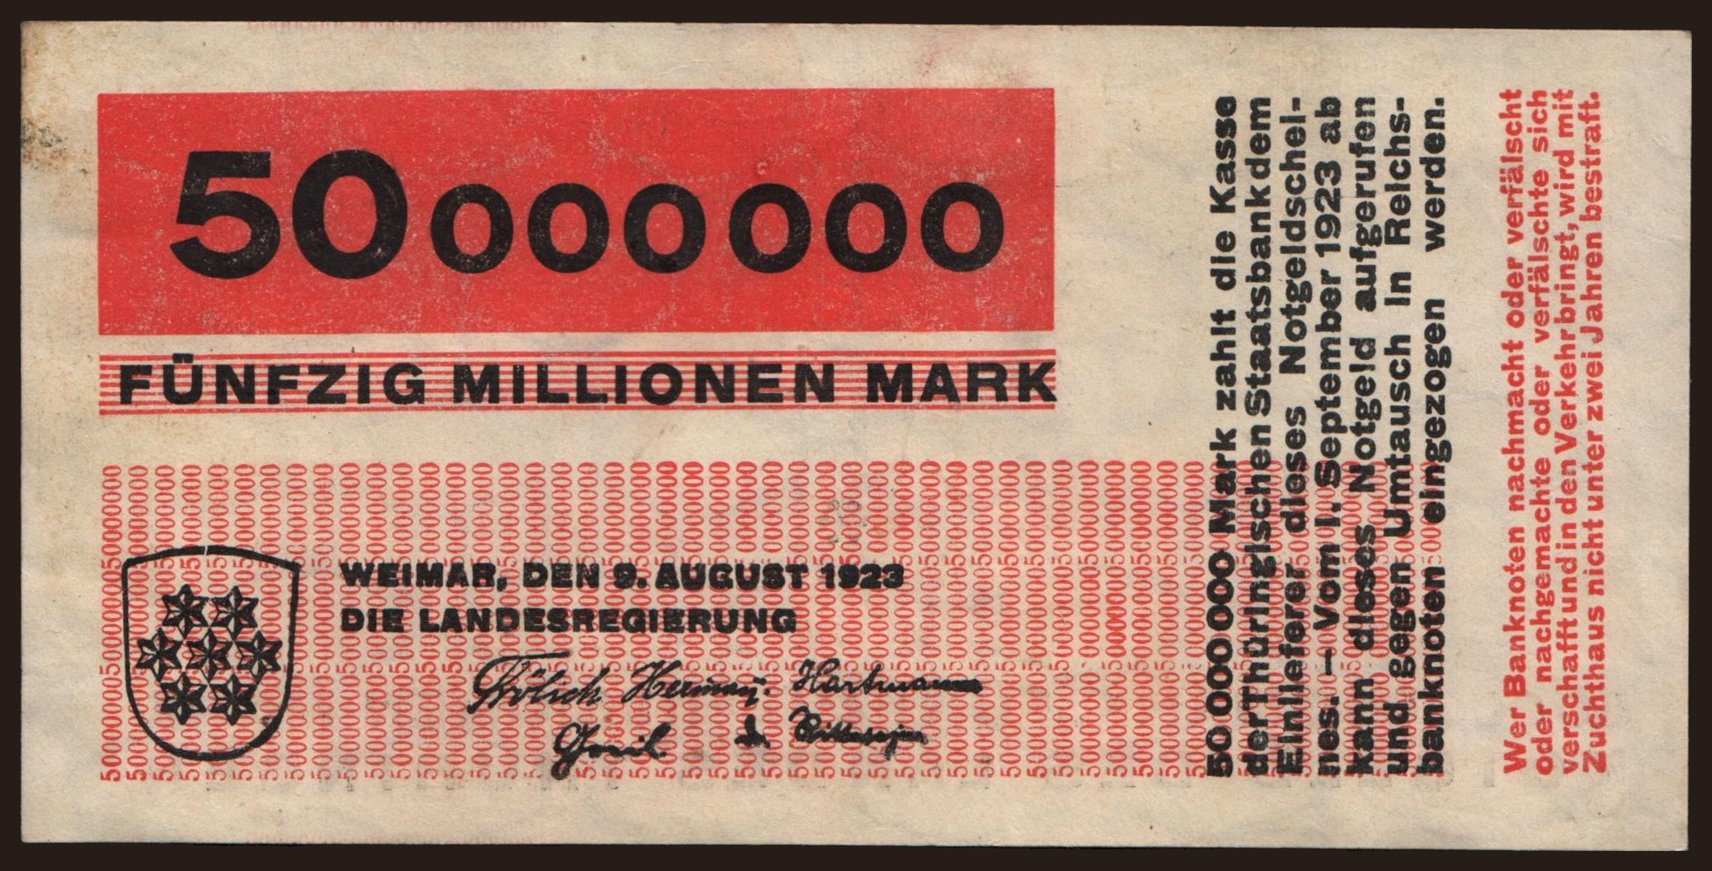 50 000 000
FÜNFZIG MILLIONEN MARK
WEIMAR, DEN 9. AUGUST 1923
DIE LANDESREGIERUNG
Frölich Hermann. Hartmann
50 000 000 Mark zahlt die Kasse
der Thüringischen Staatsbank dem
Einlieferer dieses Notgeldschei-
nes. — Vom 1. September 1923 ab
kann dieses Notgeld aufgerufen
und gegen Umtausch in Reichs-
banknoten eingezogen werden.
Wer Banknoten nachmacht oder verfälscht
oder nachgemachte oder verfälschte sich
verschafft und in den Verkehr bringt, wird mit
Zuchthaus nicht unter zwei Jahren bestraft.